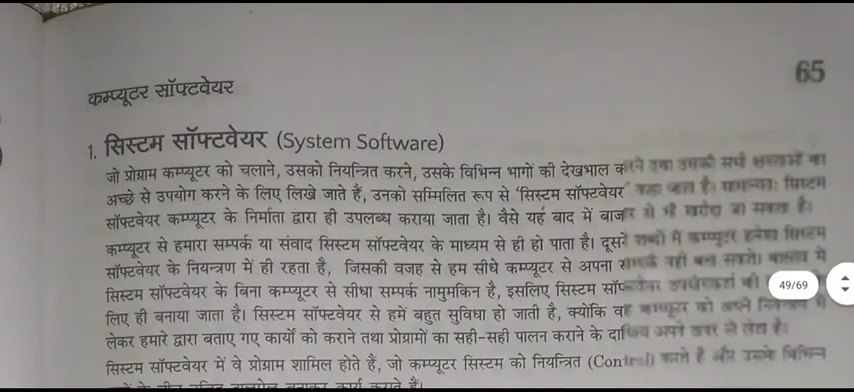 65
कम्प्यूटर सॉफ्टवेयर
1. सिस्टम सॉफ्टवेयर (System Software)
जो प्रोग्राम कम्प्यूटर को चलाने, उसको नियन्त्रित करने, उसके विभिन्न भागों की देखभाल करने तथा उसकी सभी क्षमताओं का
अच्छे से उपयोग करने के लिए लिखे जाते हैं, उनको सम्मिलित रूप से ‘सिस्टम सॉफ्टवेयर’ कहा जाता है। सामान्यतः सिस्टम
सॉफ्टवेयर कम्प्यूटर के निर्माता द्वारा ही उपलब्ध कराया जाता है। वैसे यह बाद में बाजार से भी खरीदा जा सकता है।
कम्प्यूटर से हमारा सम्पर्क या संवाद सिस्टम सॉफ्टवेयर के माध्यम से ही हो पाता है। दूसरे शब्दों में कम्प्यूटर हमेशा सिस्टम
सॉफ्टवेयर के नियन्त्रण में ही रहता है, जिसकी वजह से हम सीधे कम्प्यूटर से अपना सम्पर्क नहीं बना सकते। वास्तव में
सिस्टम सॉफ्टवेयर के बिना कम्प्यूटर से सीधा सम्पर्क नामुमकिन है, इसलिए सिस्टम सॉफ्टवेयर उपयोगकर्ता की
49/69
लिए ही बनाया जाता है। सिस्टम सॉफ्टवेयर से हमें बहुत सुविधा हो जाती है, क्योंकि वह कम्प्यूटर को अपने नियन्त्रण में
लेकर हमारे द्वारा बताए गए कार्यों को कराने तथा प्रोग्रामों का सही-सही पालन कराने के दायित्व अपने ऊपर ले लेता है।
सिस्टम सॉफ्टवेयर में वे प्रोग्राम शामिल होते हैं, जो कम्प्यूटर सिस्टम को नियन्त्रित (Control) करते हैं और उसके विभिन्न